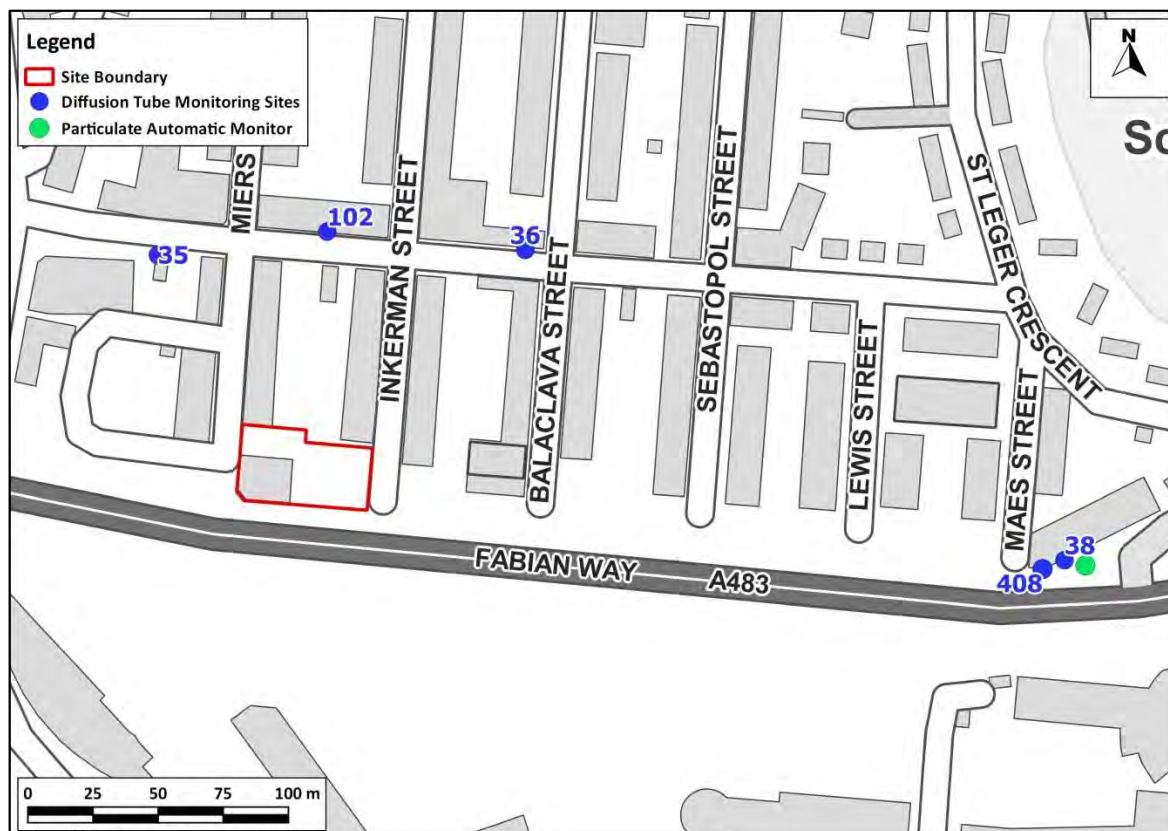 Legend
Site Boundary
Diffusion Tube Monitoring Sites
Particulate Automatic Monitor
N
Sc
MIERS
INKERMAN STREET
BALACLAVA STREET
SEBASTOPOL STREET
ST LEGER CRESCENT
LEWIS STREET
MAES STREET
102
35
36
38
408
FABIAN WAY
A483
0 25 50 75 100 m